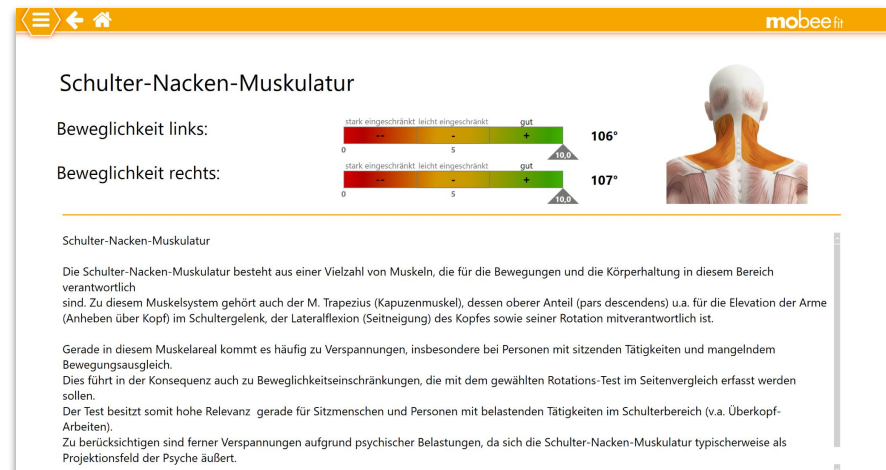 mobee fit
Schulter-Nacken-Muskulatur
Beweglichkeit links:
stark eingeschränkt leicht eingeschränkt gut
-- - +
0 5 10,0
106°
Beweglichkeit rechts:
stark eingeschränkt leicht eingeschränkt gut
-- - +
0 5 10,0
107°
Schulter-Nacken-Muskulatur
Die Schulter-Nacken-Muskulatur besteht aus einer Vielzahl von Muskeln, die für die Bewegungen und die Körperhaltung in diesem Bereich
verantwortlich
sind. Zu diesem Muskelsystem gehört auch der M. Trapezius (Kapuzenmuskel), dessen oberer Anteil (pars descendens) u.a. für die Elevation der Arme
(Anheben über Kopf) im Schultergelenk, der Lateralflexion (Seitneigung) des Kopfes sowie seiner Rotation mitverantwortlich ist.
Gerade in diesem Muskelareal kommt es häufig zu Verspannungen, insbesondere bei Personen mit sitzenden Tätigkeiten und mangelndem
Bewegungsausgleich.
Dies führt in der Konsequenz auch zu Beweglichkeitseinschränkungen, die mit dem gewählten Rotations-Test im Seitenvergleich erfasst werden
sollen.
Der Test besitzt somit hohe Relevanz gerade für Sitzmenschen und Personen mit belastenden Tätigkeiten im Schulterbereich (v.a. Überkopf-
Arbeiten).
Zu berücksichtigen sind ferner Verspannungen aufgrund psychischer Belastungen, da sich die Schulter-Nacken-Muskulatur typischerweise als
Projektionsfeld der Psyche äußert.